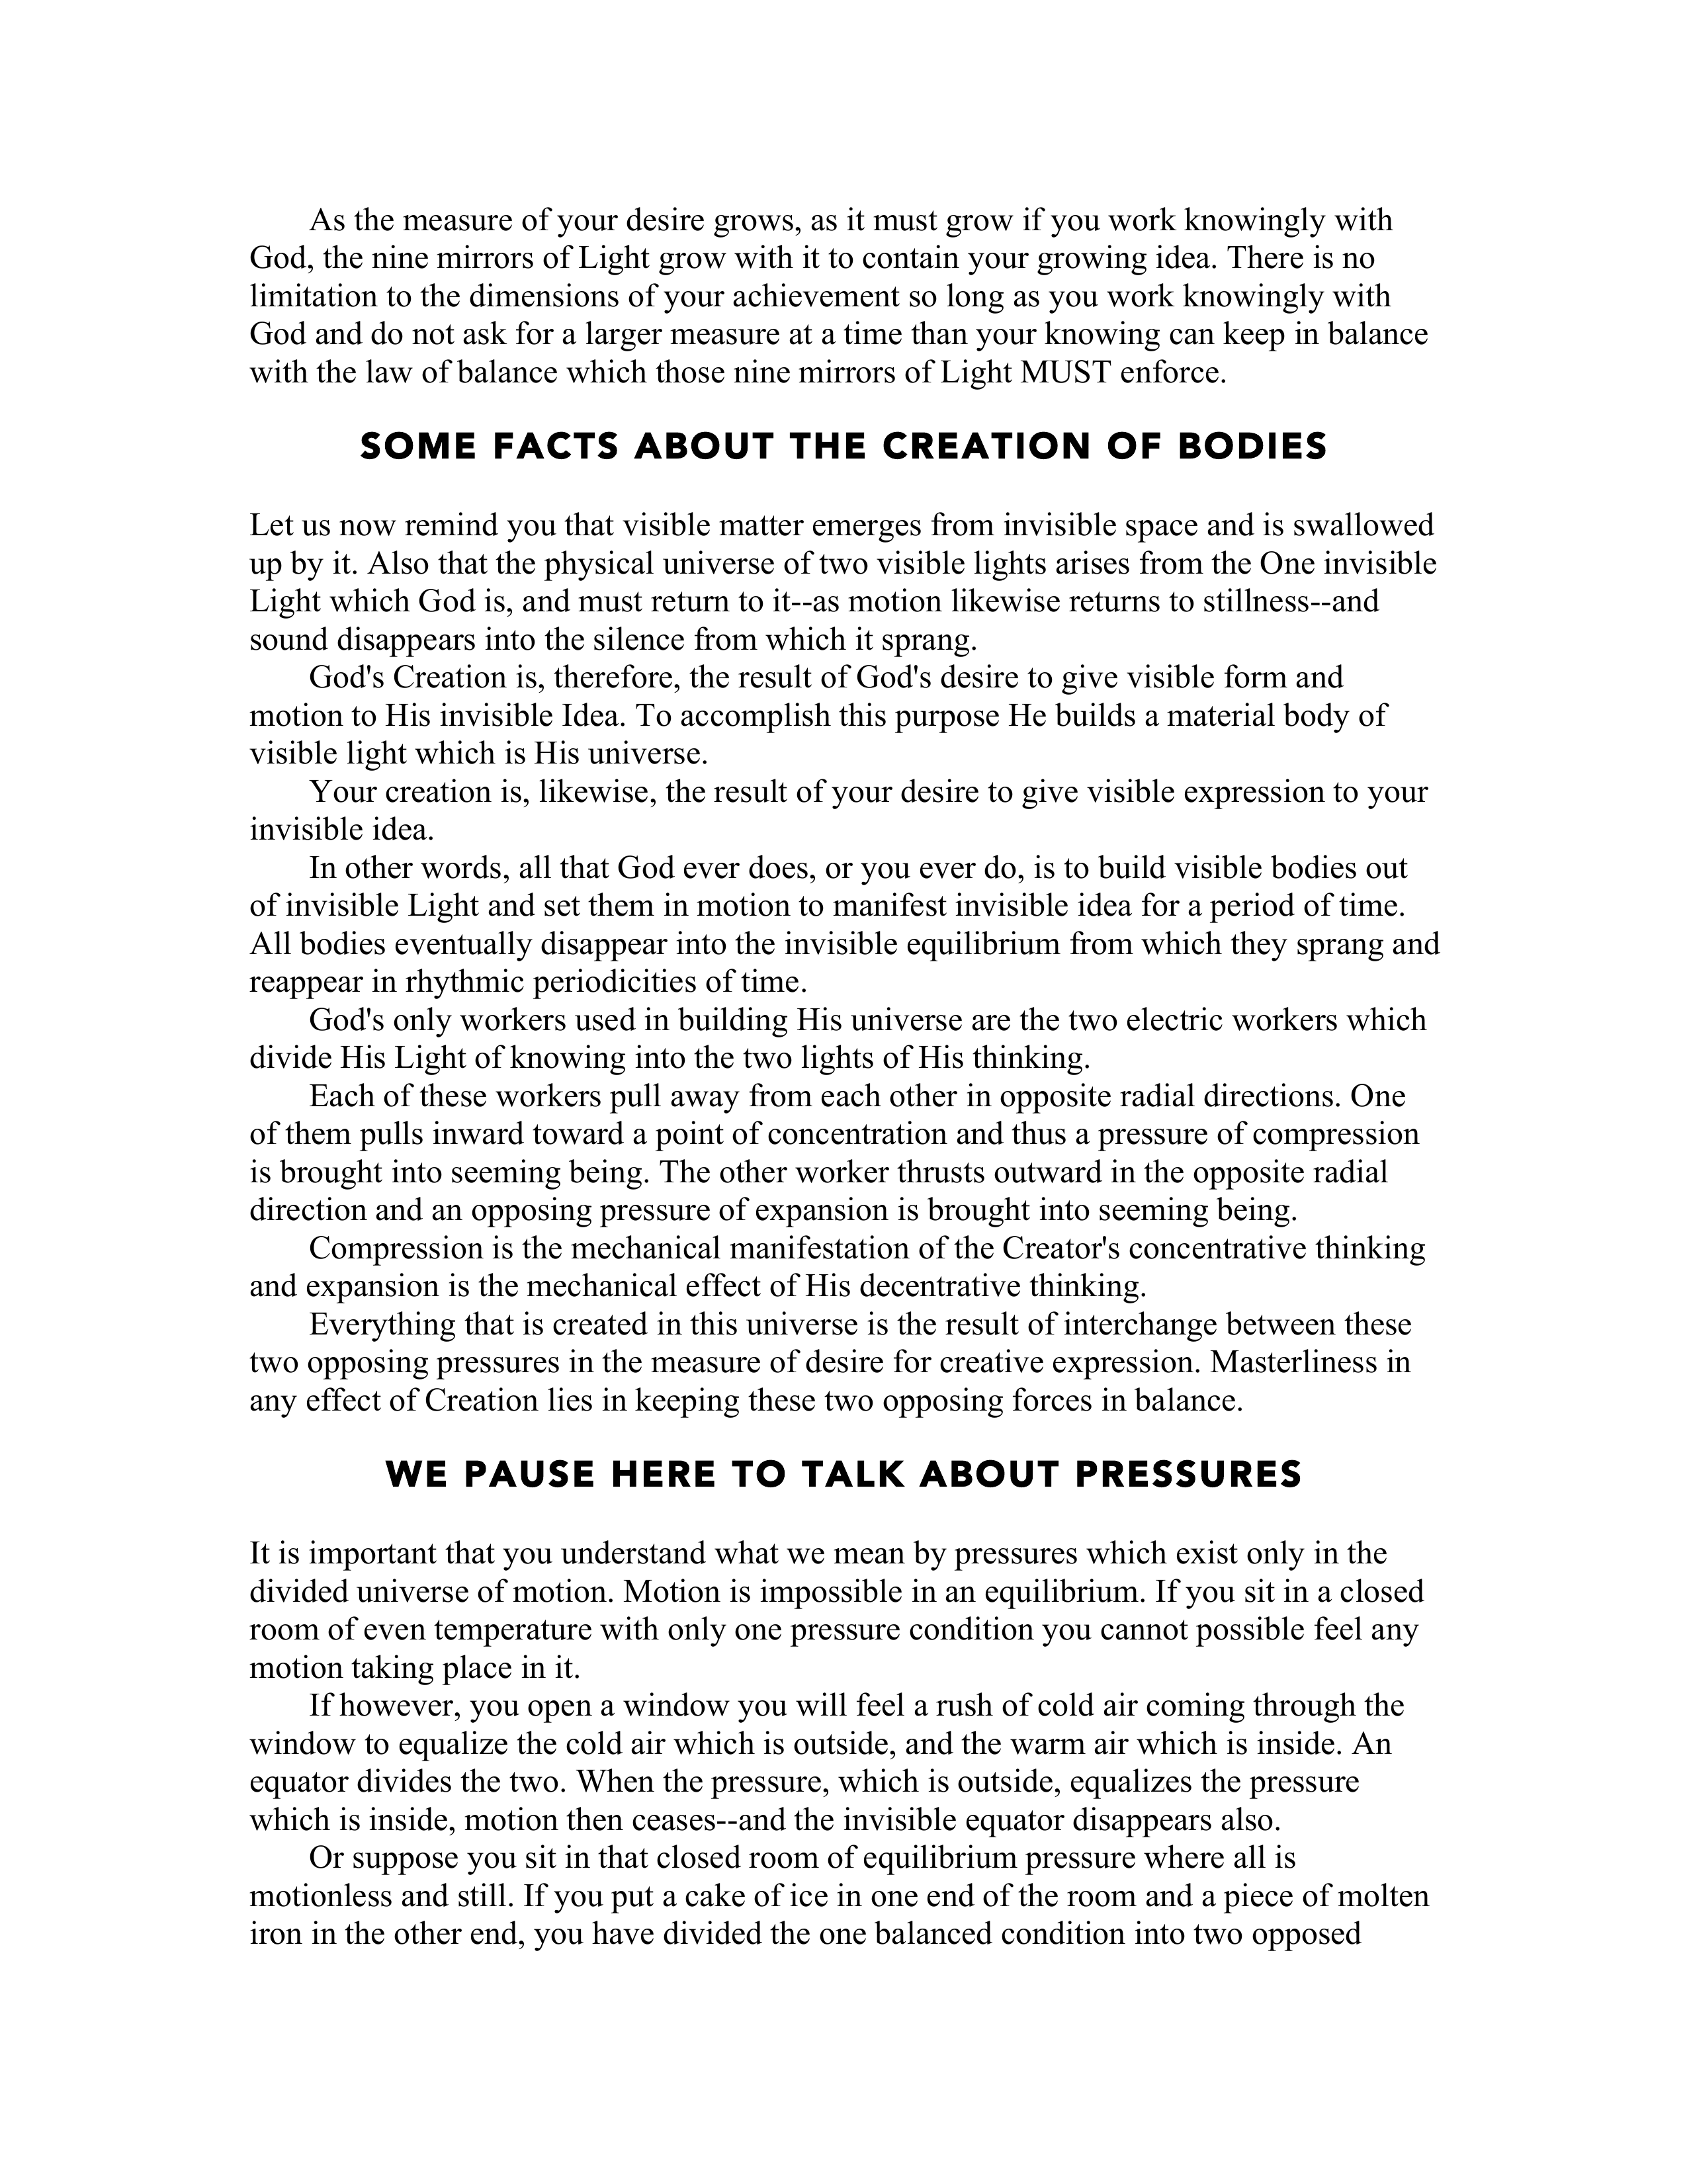 As the measure of your desire grows, as it must grow if you work knowingly with
God, the nine mirrors of Light grow with it to contain your growing idea. There is no
limitation to the dimensions of your achievement so long as you work knowingly with
God and do not ask for a larger measure at a time than your knowing can keep in balance
with the law of balance which those nine mirrors of Light MUST enforce.
SOME FACTS ABOUT THE CREATION OF BODIES
Let us now remind you that visible matter emerges from invisible space and is swallowed
up by it. Also that the physical universe of two visible lights arises from the One invisible
Light which God is, and must return to it--as motion likewise returns to stillness--and
sound disappears into the silence from which it sprang.
God's Creation is, therefore, the result of God's desire to give visible form and
motion to His invisible Idea. To accomplish this purpose He builds a material body of
visible light which is His universe.
Your creation is, likewise, the result of your desire to give visible expression to your
invisible idea.
In other words, all that God ever does, or you ever do, is to build visible bodies out
of invisible Light and set them in motion to manifest invisible idea for a period of time.
All bodies eventually disappear into the invisible equilibrium from which they sprang and
reappear in rhythmic periodicities of time.
God's only workers used in building His universe are the two electric workers which
divide His Light of knowing into the two lights of His thinking.
Each of these workers pull away from each other in opposite radial directions. One
of them pulls inward toward a point of concentration and thus a pressure of compression
is brought into seeming being. The other worker thrusts outward in the opposite radial
direction and an opposing pressure of expansion is brought into seeming being.
Compression is the mechanical manifestation of the Creator's concentrative thinking
and expansion is the mechanical effect of His decentrative thinking.
Everything that is created in this universe is the result of interchange between these
two opposing pressures in the measure of desire for creative expression. Masterliness in
any effect of Creation lies in keeping these two opposing forces in balance.
WE PAUSE HERE TO TALK ABOUT PRESSURES
It is important that you understand what we mean by pressures which exist only in the
divided universe of motion. Motion is impossible in an equilibrium. If you sit in a closed
room of even temperature with only one pressure condition you cannot possible feel any
motion taking place in it.
If however, you open a window you will feel a rush of cold air coming through the
window to equalize the cold air which is outside, and the warm air which is inside. An
equator divides the two. When the pressure, which is outside, equalizes the pressure
which is inside, motion then ceases--and the invisible equator disappears also.
Or suppose you sit in that closed room of equilibrium pressure where all is
motionless and still. If you put a cake of ice in one end of the room and a piece of molten
iron in the other end, you have divided the one balanced condition into two opposed